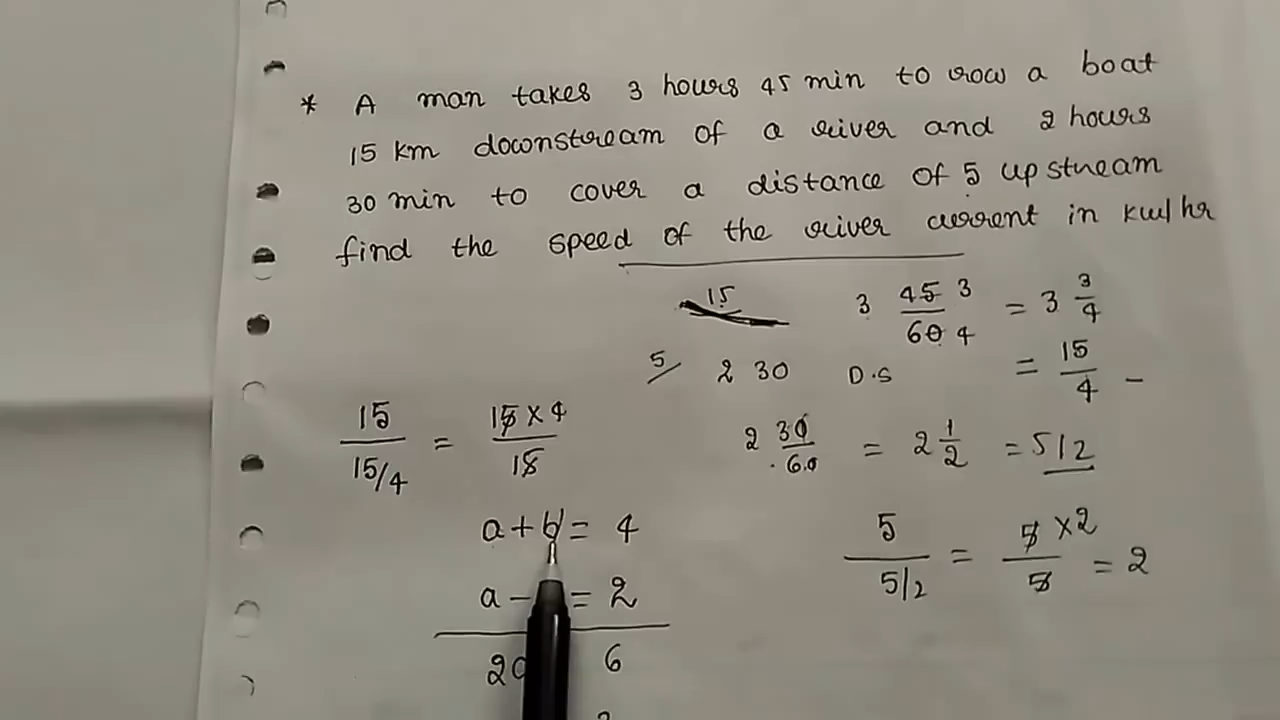 * A man takes 3 hours 45 min to row a boat
15 km downstream of a river and 2 hours
30 min to cover a distance of 5 upstream
find the speed of the river current in km/hr
15
3 45/60 3 4 = 3 3/4
5/ 2 30 D.S = 15/4 -
15 / 15/4 = 15 x 4 / 15
2 30/60 = 2 1/2 = 5/2
a + b = 4
5 / 5/2 = 5 x 2 / 5 = 2
a - = 2
6